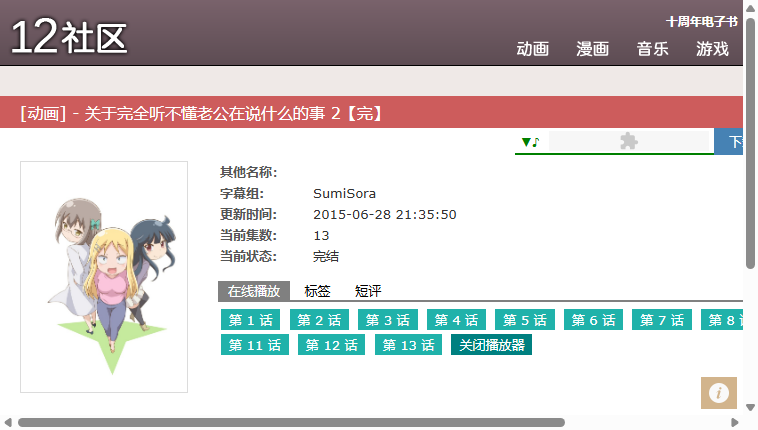 12社区
十周年电子书
动画 漫画 音乐 游戏
[动画] - 关于完全听不懂老公在说什么的事 2【完】
▼♪
其他名称:
字幕组: SumiSora
更新时间: 2015-06-28 21:35:50
当前集数: 13
当前状态: 完结
在线播放 标签 短评
第 1 话 第 2 话 第 3 话 第 4 话 第 5 话 第 6 话 第 7 话 第 8
第 11 话 第 12 话 第 13 话 关闭播放器
i